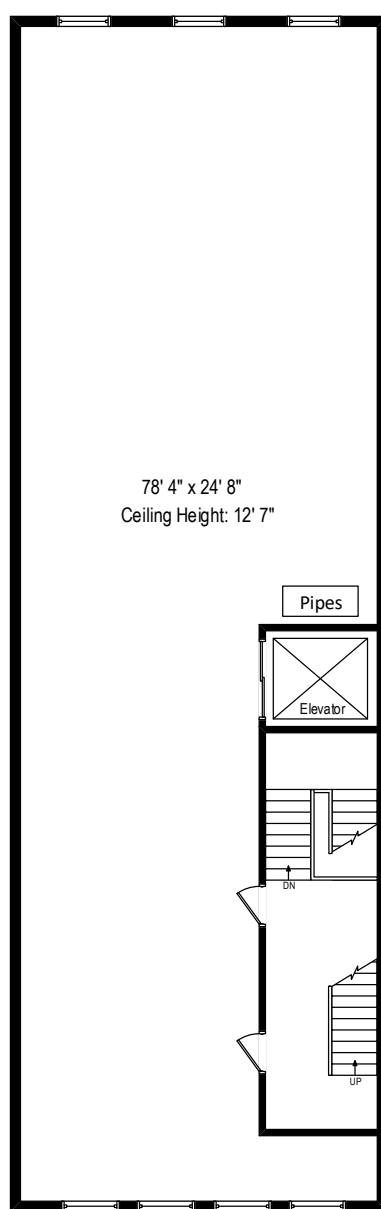 78' 4" x 24' 8"
Ceiling Height: 12' 7"
Pipes
Elevator
DN
UP